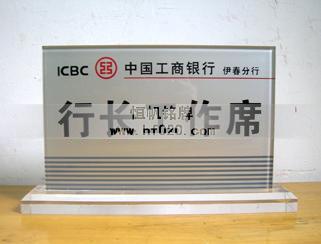 ICBC 中国工商银行 伊春分行
行长工作席
恒帆铭牌
www.hf020.com